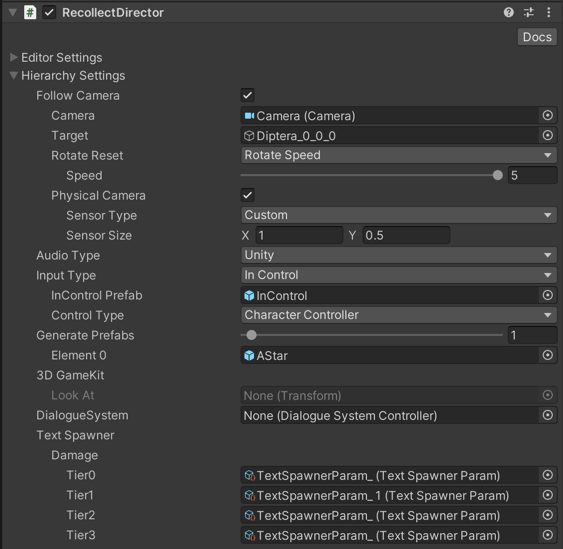 RecollectDirector
Docs
Editor Settings
Hierarchy Settings
Follow Camera
Camera Camera (Camera)
Target Diptera_0_0_0
Rotate Reset Rotate Speed
Speed 5
Physical Camera
Sensor Type Custom
Sensor Size X 1 Y 0.5
Audio Type Unity
Input Type In Control
InControl Prefab InControl
Control Type Character Controller
Generate Prefabs 1
Element 0 AStar
3D GameKit
Look At None (Transform)
DialogueSystem None (Dialogue System Controller)
Text Spawner
Damage
Tier0 TextSpawnerParam_ (Text Spawner Param)
Tier1 TextSpawnerParam_ 1 (Text Spawner Param)
Tier2 TextSpawnerParam_ (Text Spawner Param)
Tier3 TextSpawnerParam_ (Text Spawner Param)